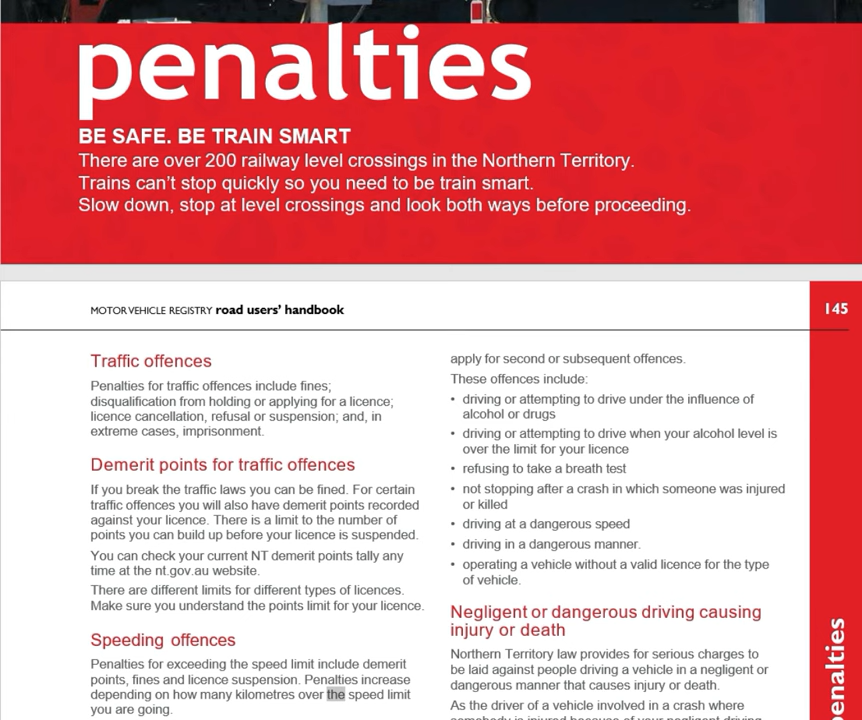 penalties
BE SAFE. BE TRAIN SMART
There are over 200 railway level crossings in the Northern Territory.
Trains can't stop quickly so you need to be train smart.
Slow down, stop at level crossings and look both ways before proceeding.
MOTOR VEHICLE REGISTRY road users' handbook
145
Traffic offences
Penalties for traffic offences include fines;
disqualification from holding or applying for a licence;
licence cancellation, refusal or suspension; and, in
extreme cases, imprisonment.
Demerit points for traffic offences
If you break the traffic laws you can be fined. For certain
traffic offences you will also have demerit points recorded
against your licence. There is a limit to the number of
points you can build up before your licence is suspended.
You can check your current NT demerit points tally any
time at the nt.gov.au website.
There are different limits for different types of licences.
Make sure you understand the points limit for your licence.
Speeding offences
Penalties for exceeding the speed limit include demerit
points, fines and licence suspension. Penalties increase
depending on how many kilometres over the speed limit
you are going.
apply for second or subsequent offences.
These offences include:
• driving or attempting to drive under the influence of
alcohol or drugs
• driving or attempting to drive when your alcohol level is
over the limit for your licence
• refusing to take a breath test
• not stopping after a crash in which someone was injured
or killed
• driving at a dangerous speed
• driving in a dangerous manner.
• operating a vehicle without a valid licence for the type
of vehicle.
Negligent or dangerous driving causing
injury or death
Northern Territory law provides for serious charges to
be laid against people driving a vehicle in a negligent or
dangerous manner that causes injury or death.
As the driver of a vehicle involved in a crash where
somebody is injured because of your negligent driving
penalties